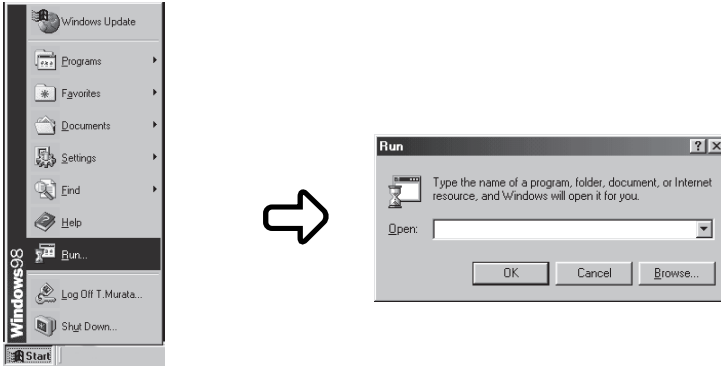 Windows Update
Programs
Favorites
Documents
Settings
Find
Help
Run...
Log Off T.Murata...
Shut Down...
Windows98
Start
Run
Type the name of a program, folder, document, or Internet
resource, and Windows will open it for you.
Open:
OK
Cancel
Browse...